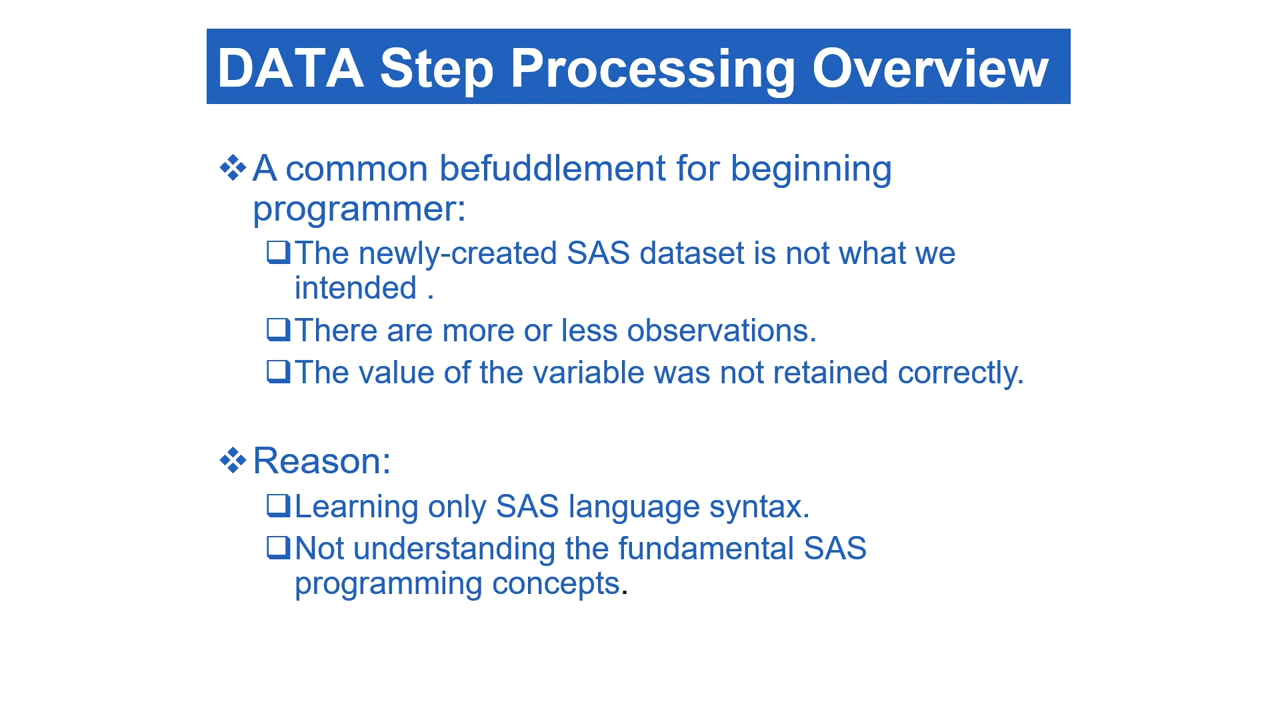 DATA Step Processing Overview
❖A common befuddlement for beginning
programmer:
❑The newly-created SAS dataset is not what we
intended .
❑There are more or less observations.
❑The value of the variable was not retained correctly.
❖Reason:
❑Learning only SAS language syntax.
❑Not understanding the fundamental SAS
programming concepts.